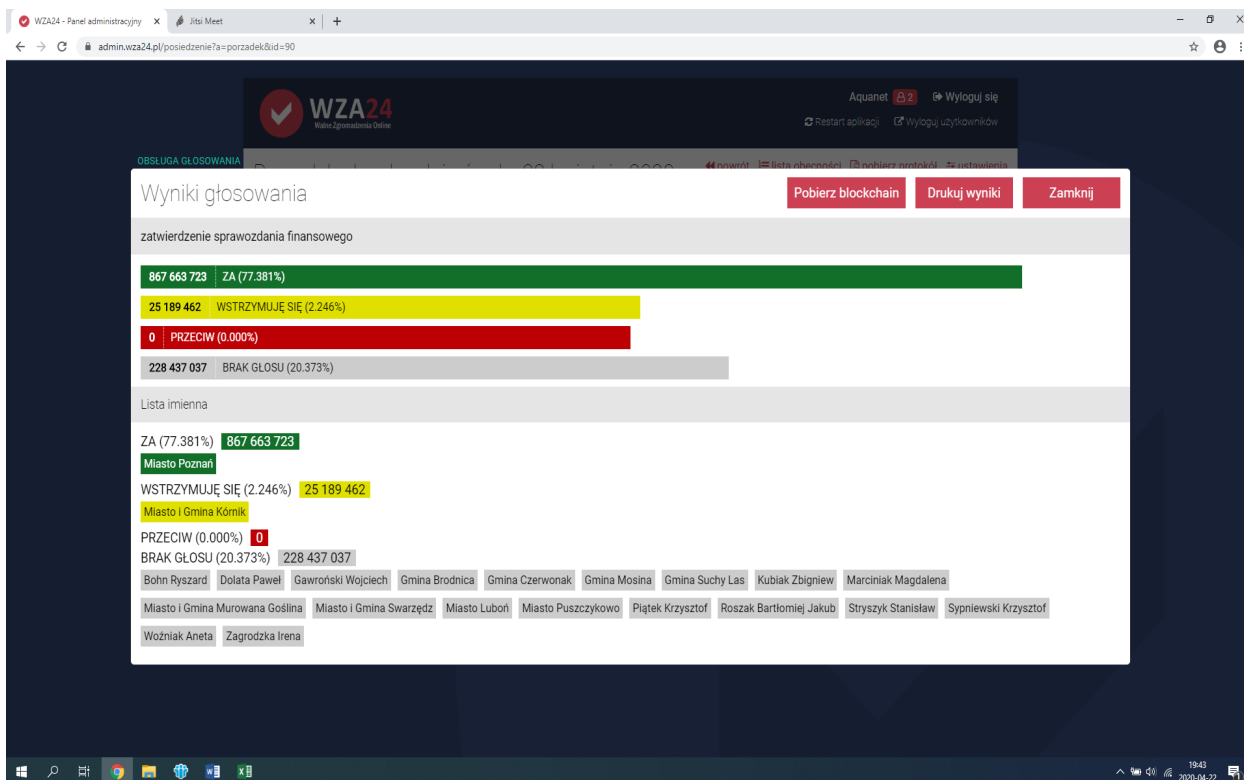 WZA24 - Panel administracyjny
Jitsi Meet
admin.wza24.pl/posiedzenie?a=porzadek&id=90
WZA24
Walne Zgromadzenia Online
Aquanet 2 Wyloguj się
Restart aplikacji Wyloguj użytkowników
OBSŁUGA GŁOSOWANIA
powrót lista obecności pobierz protokół ustawienia
Wyniki głosowania
Pobierz blockchain Drukuj wyniki Zamknij
zatwierdzenie sprawozdania finansowego
867 663 723 ZA (77.381%)
25 189 462 WSTRZYMUJĘ SIĘ (2.246%)
0 PRZECIW (0.000%)
228 437 037 BRAK GŁOSU (20.373%)
Lista imienna
ZA (77.381%) 867 663 723
Miasto Poznań
WSTRZYMUJĘ SIĘ (2.246%) 25 189 462
Miasto i Gmina Kórnik
PRZECIW (0.000%) 0
BRAK GŁOSU (20.373%) 228 437 037
Bohn Ryszard Dolata Paweł Gawroński Wojciech Gmina Brodnica Gmina Czerwonak Gmina Mosina Gmina Suchy Las Kubiak Zbigniew Marciniak Magdalena
Miasto i Gmina Murowana Goślina Miasto i Gmina Swarzędz Miasto Luboń Miasto Puszczykowo Piątek Krzysztof Roszak Bartłomiej Jakub Stryszyk Stanisław Sypniewski Krzysztof
Woźniak Aneta Zagrodzka Irena
19:43
2020-04-22